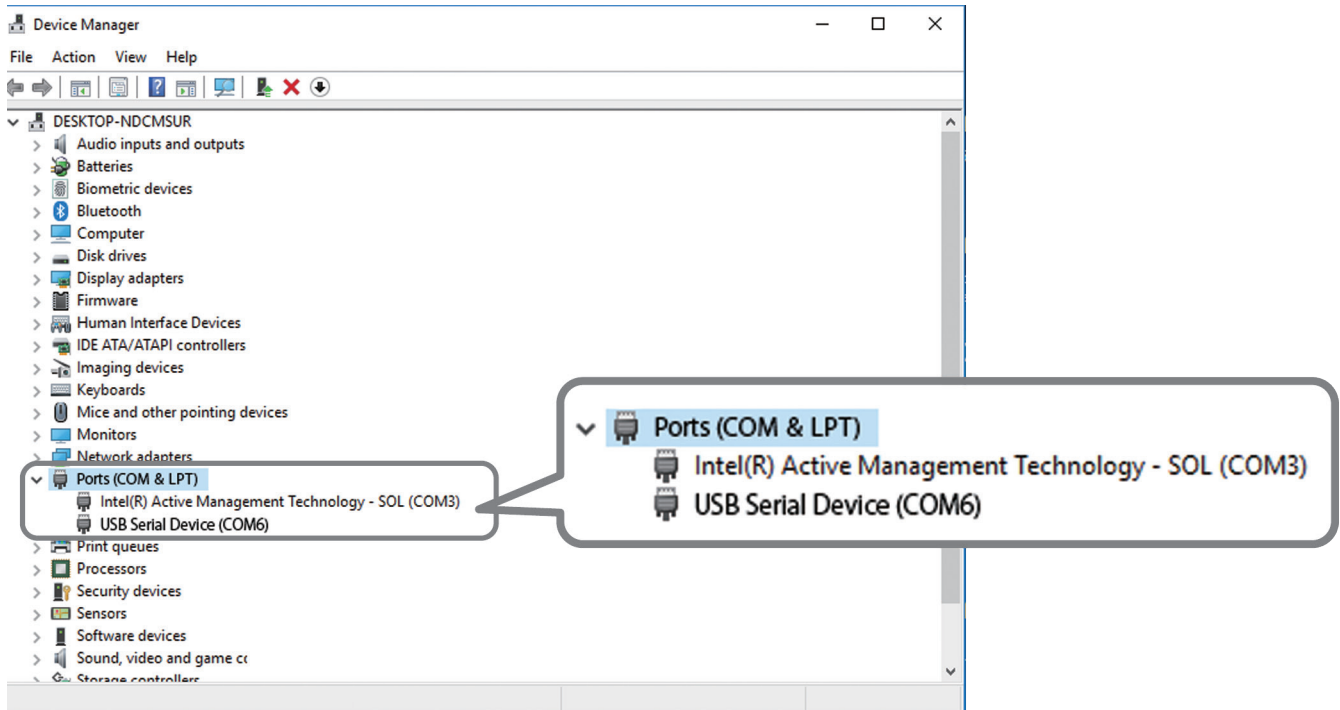 Device Manager
File Action View Help
DESKTOP-NDCMSUR
Audio inputs and outputs
Batteries
Biometric devices
Bluetooth
Computer
Disk drives
Display adapters
Firmware
Human Interface Devices
IDE ATA/ATAPI controllers
Imaging devices
Keyboards
Mice and other pointing devices
Monitors
Network adapters
Ports (COM & LPT)
Intel(R) Active Management Technology - SOL (COM3)
USB Serial Device (COM6)
Print queues
Processors
Security devices
Sensors
Software devices
Sound, video and game
Storage controllers
Ports (COM & LPT)
Intel(R) Active Management Technology - SOL (COM3)
USB Serial Device (COM6)